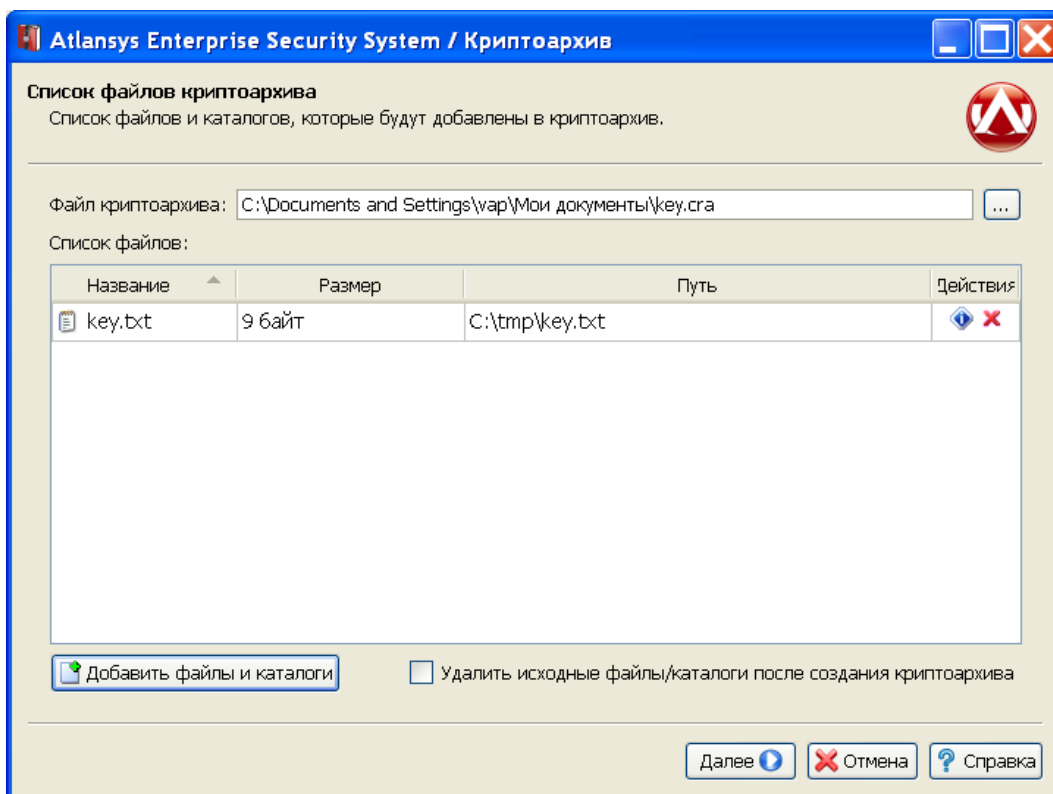 Atlansys Enterprise Security System / Криптоархив
Список файлов криптоархива
Список файлов и каталогов, которые будут добавлены в криптоархив.
Файл криптоархива: C:\Documents and Settings\vap\Мои документы\key.cra ...
Список файлов:
Название Размер Путь Действия
key.txt 9 байт C:\tmp\key.txt
Добавить файлы и каталоги Удалить исходные файлы/каталоги после создания криптоархива
Далее Отмена Справка